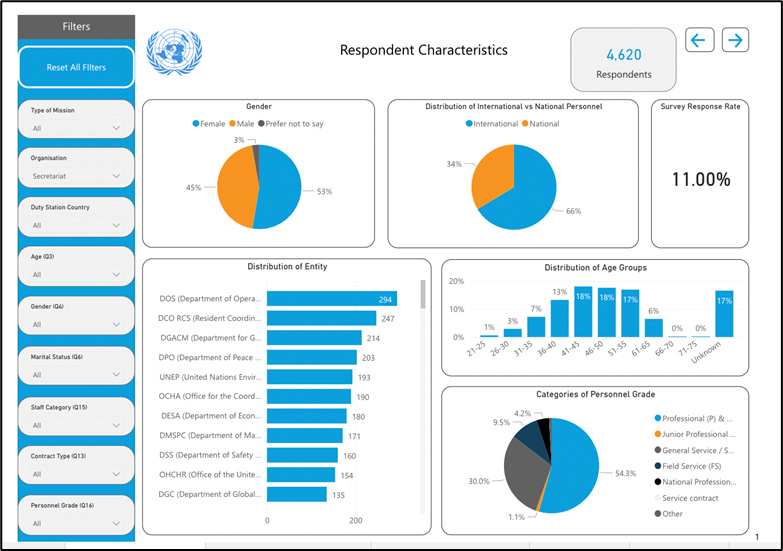 Filters
Reset All Filters
Type of Mission
All
Organisation
Secretariat
Duty Station Country
All
Age (Q3)
All
Gender (Q4)
All
Marital Status (Q6)
All
Staff Category (Q15)
All
Contract Type (Q13)
All
Personnel Grade (Q16)
All
Respondent Characteristics
4,620
Respondents
Gender
Female Male Prefer not to say
3%
45%
53%
Distribution of International vs National Personnel
International National
34%
66%
Survey Response Rate
11.00%
Distribution of Entity
DOS (Department of Opera... 294
DCO RCS (Resident Coordin... 247
DGACM (Department for G... 214
DPO (Department of Peace ... 203
UNEP (United Nations Envir... 193
OCHA (Office for the Coord... 190
DESA (Department of Econ... 180
DMSPC (Department of Ma... 171
DSS (Department of Safety ... 160
OHCHR (Office of the Unite... 154
DGC (Department of Global... 135
0 200
Distribution of Age Groups
20%
10%
0%
1% 3% 7% 13% 18% 18% 17% 6% 0% 0% 17%
21-25 26-30 31-35 36-40 41-45 46-50 51-55 61-65 66-70 71-75 Unknown
Categories of Personnel Grade
4.2%
9.5%
30.0%
1.1%
54.3%
Professional (P) & ...
Junior Professional ...
General Service / S...
Field Service (FS)
National Profession...
Service contract
Other
1